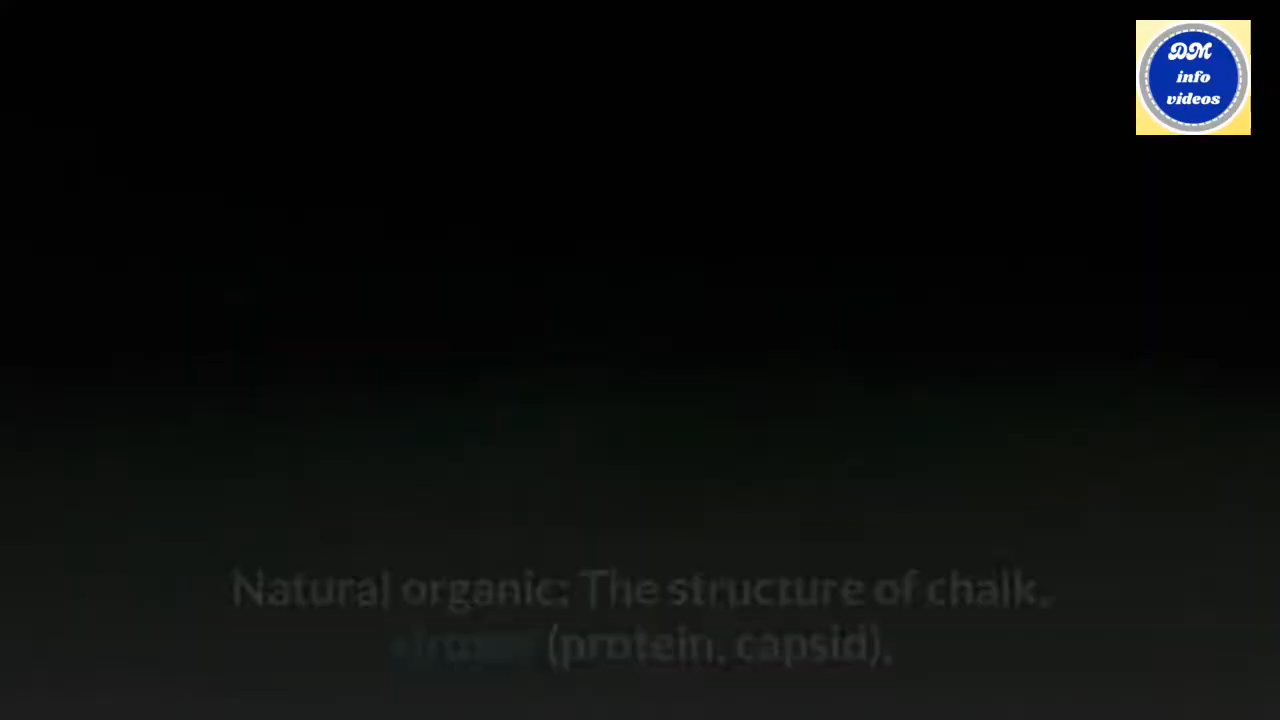 DM
info
videos
Natural organic: The structure of chalk,
(protein, capsid),